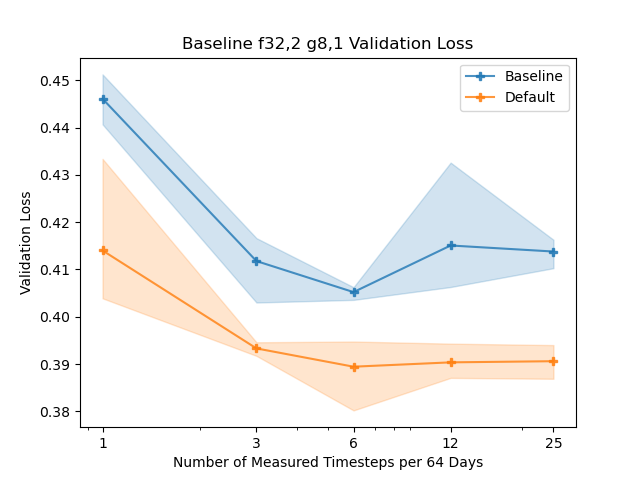 Baseline f32,2 g8,1 Validation Loss
Baseline
Default
Validation Loss
0.45
0.44
0.43
0.42
0.41
0.40
0.39
0.38
1 3 6 12 25
Number of Measured Timesteps per 64 Days